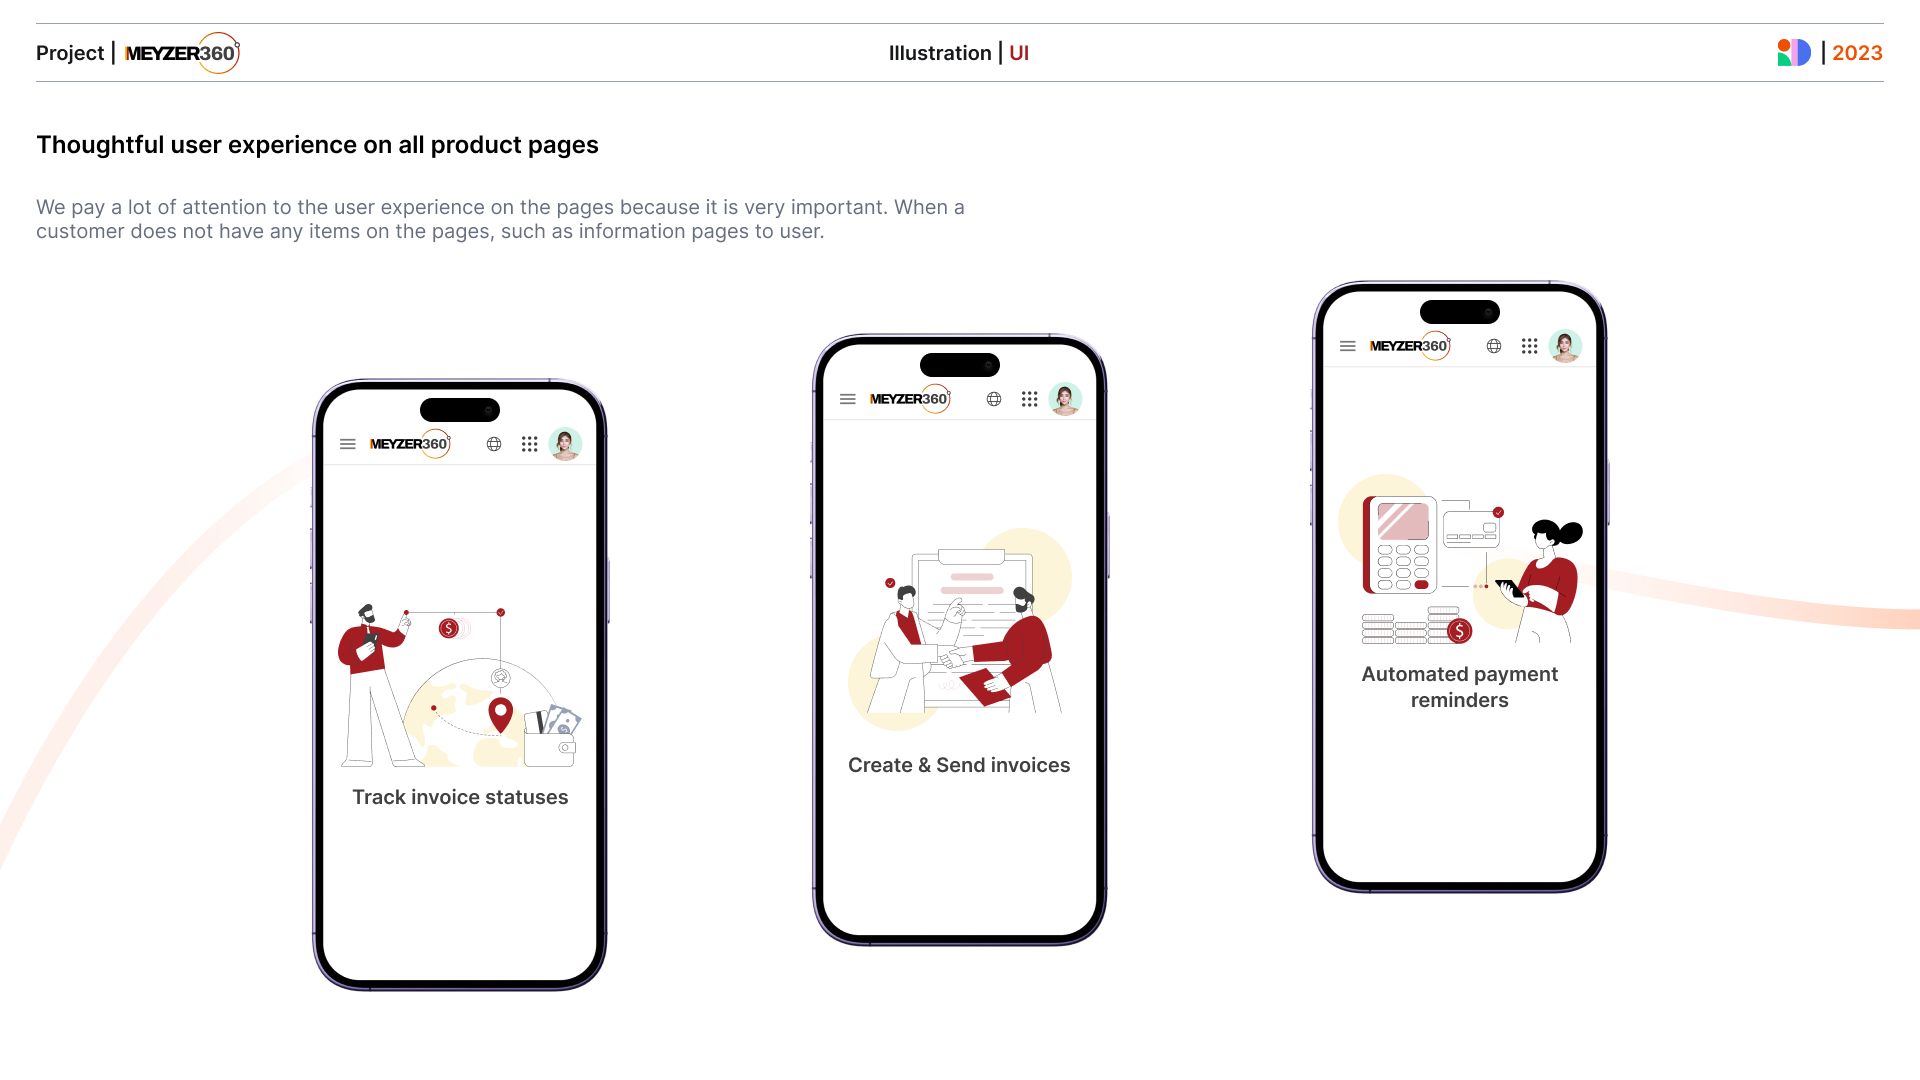 Project | MEYZER360
Illustration | UI
| 2023
Thoughtful user experience on all product pages
We pay a lot of attention to the user experience on the pages because it is very important. When a
customer does not have any items on the pages, such as information pages to user.
MEYZER360
Track invoice statuses
MEYZER360
Create & Send invoices
MEYZER360
Automated payment
reminders